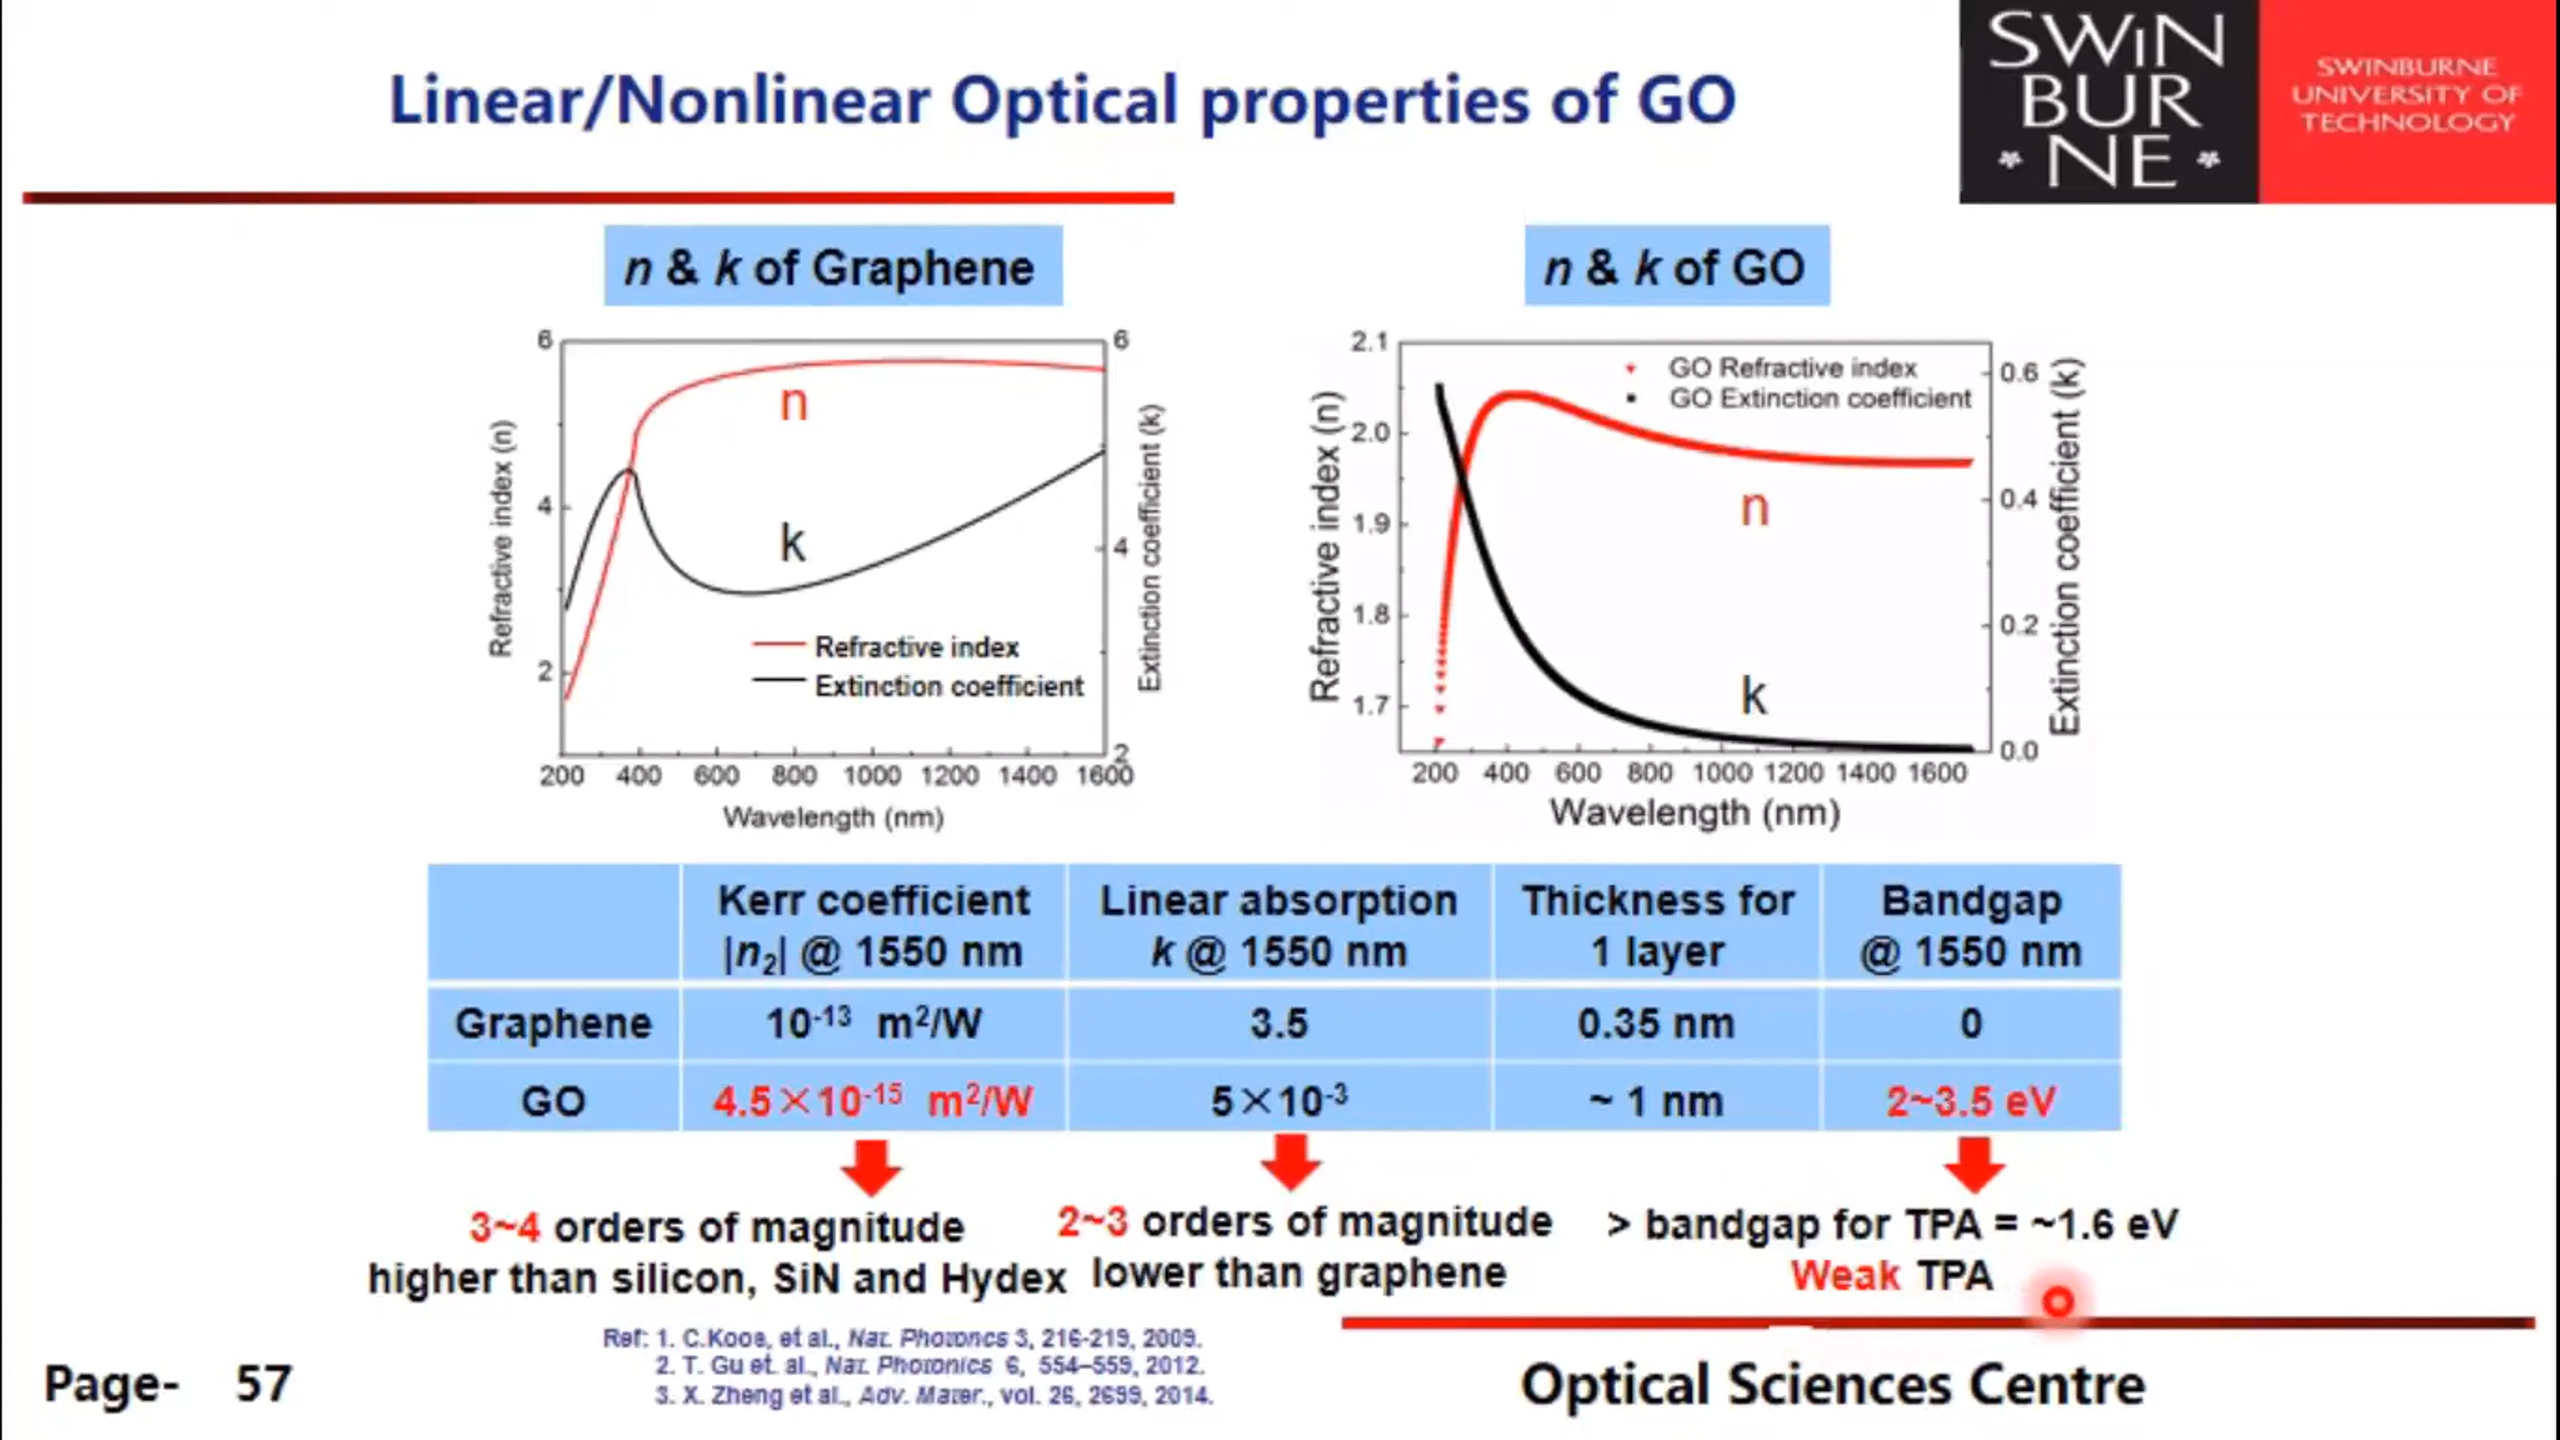 Linear/Nonlinear Optical properties of GO
SWiN
BUR
* NE *
SWINBURNE
UNIVERSITY OF
TECHNOLOGY
n & k of Graphene
n & k of GO
6
4
2
Refractive index (n)
n
k
Refractive index
Extinction coefficient
6
4
2
Extinction coefficient (k)
200 400 600 800 1000 1200 1400 1600
Wavelength (nm)
2.1
2.0
1.9
1.8
1.7
Refractive index (n)
GO Refractive index
GO Extinction coefficient
n
k
0.6
0.4
0.2
0.0
Extinction coefficient (k)
200 400 600 800 1000 1200 1400 1600
Wavelength (nm)
Kerr coefficient
|n₂| @ 1550 nm
Linear absorption
k @ 1550 nm
Thickness for
1 layer
Bandgap
@ 1550 nm
Graphene 10⁻¹³ m²/W 3.5 0.35 nm 0
GO 4.5×10⁻¹⁵ m²/W 5×10⁻³ ~ 1 nm 2~3.5 eV
3~4 orders of magnitude
higher than silicon, SiN and Hydex
2~3 orders of magnitude
lower than graphene
> bandgap for TPA = ~1.6 eV
Weak TPA
Ref: 1. C.Koos, et al., Nat. Photoncs 3, 216-219, 2009.
2. T. Gu et. al., Nat. Photonics 6, 554–559, 2012.
3. X. Zheng et al., Adv. Mater., vol. 26, 2699, 2014.
Page- 57
Optical Sciences Centre